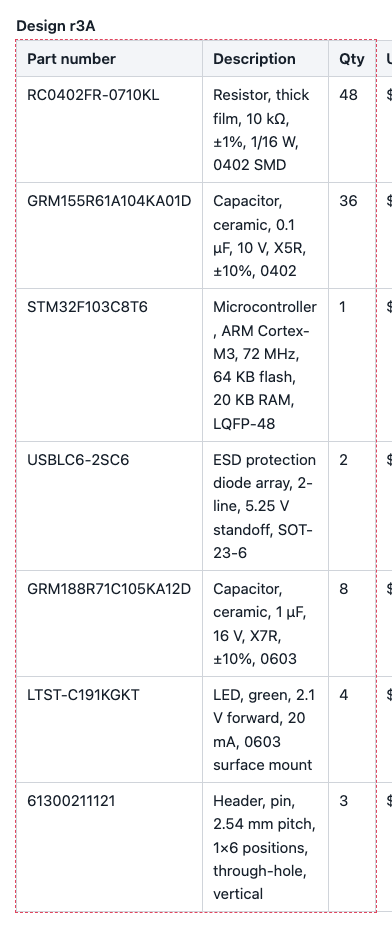 Design r3A
Part number Description Qty
RC0402FR-0710KL Resistor, thick 48 $
film, 10 kΩ,
±1%, 1/16 W,
0402 SMD
GRM155R61A104KA01D Capacitor, 36 $
ceramic, 0.1
µF, 10 V, X5R,
±10%, 0402
STM32F103C8T6 Microcontroller 1 $
, ARM Cortex-
M3, 72 MHz,
64 KB flash,
20 KB RAM,
LQFP-48
USBLC6-2SC6 ESD protection 2 $
diode array, 2-
line, 5.25 V
standoff, SOT-
23-6
GRM188R71C105KA12D Capacitor, 8 $
ceramic, 1 µF,
16 V, X7R,
±10%, 0603
LTST-C191KGKT LED, green, 2.1 4 $
V forward, 20
mA, 0603
surface mount
61300211121 Header, pin, 3 $
2.54 mm pitch,
1×6 positions,
through-hole,
vertical